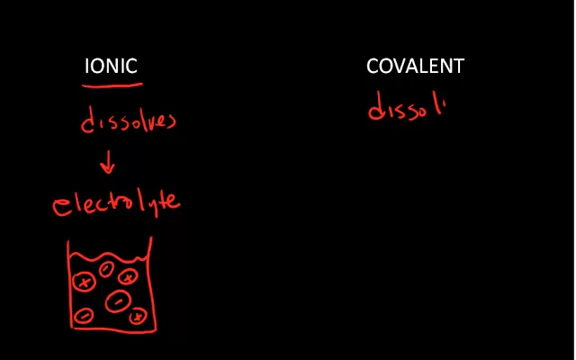 IONIC
COVALENT
dissolves
dissol
electrolyte
+ - +
-
- +